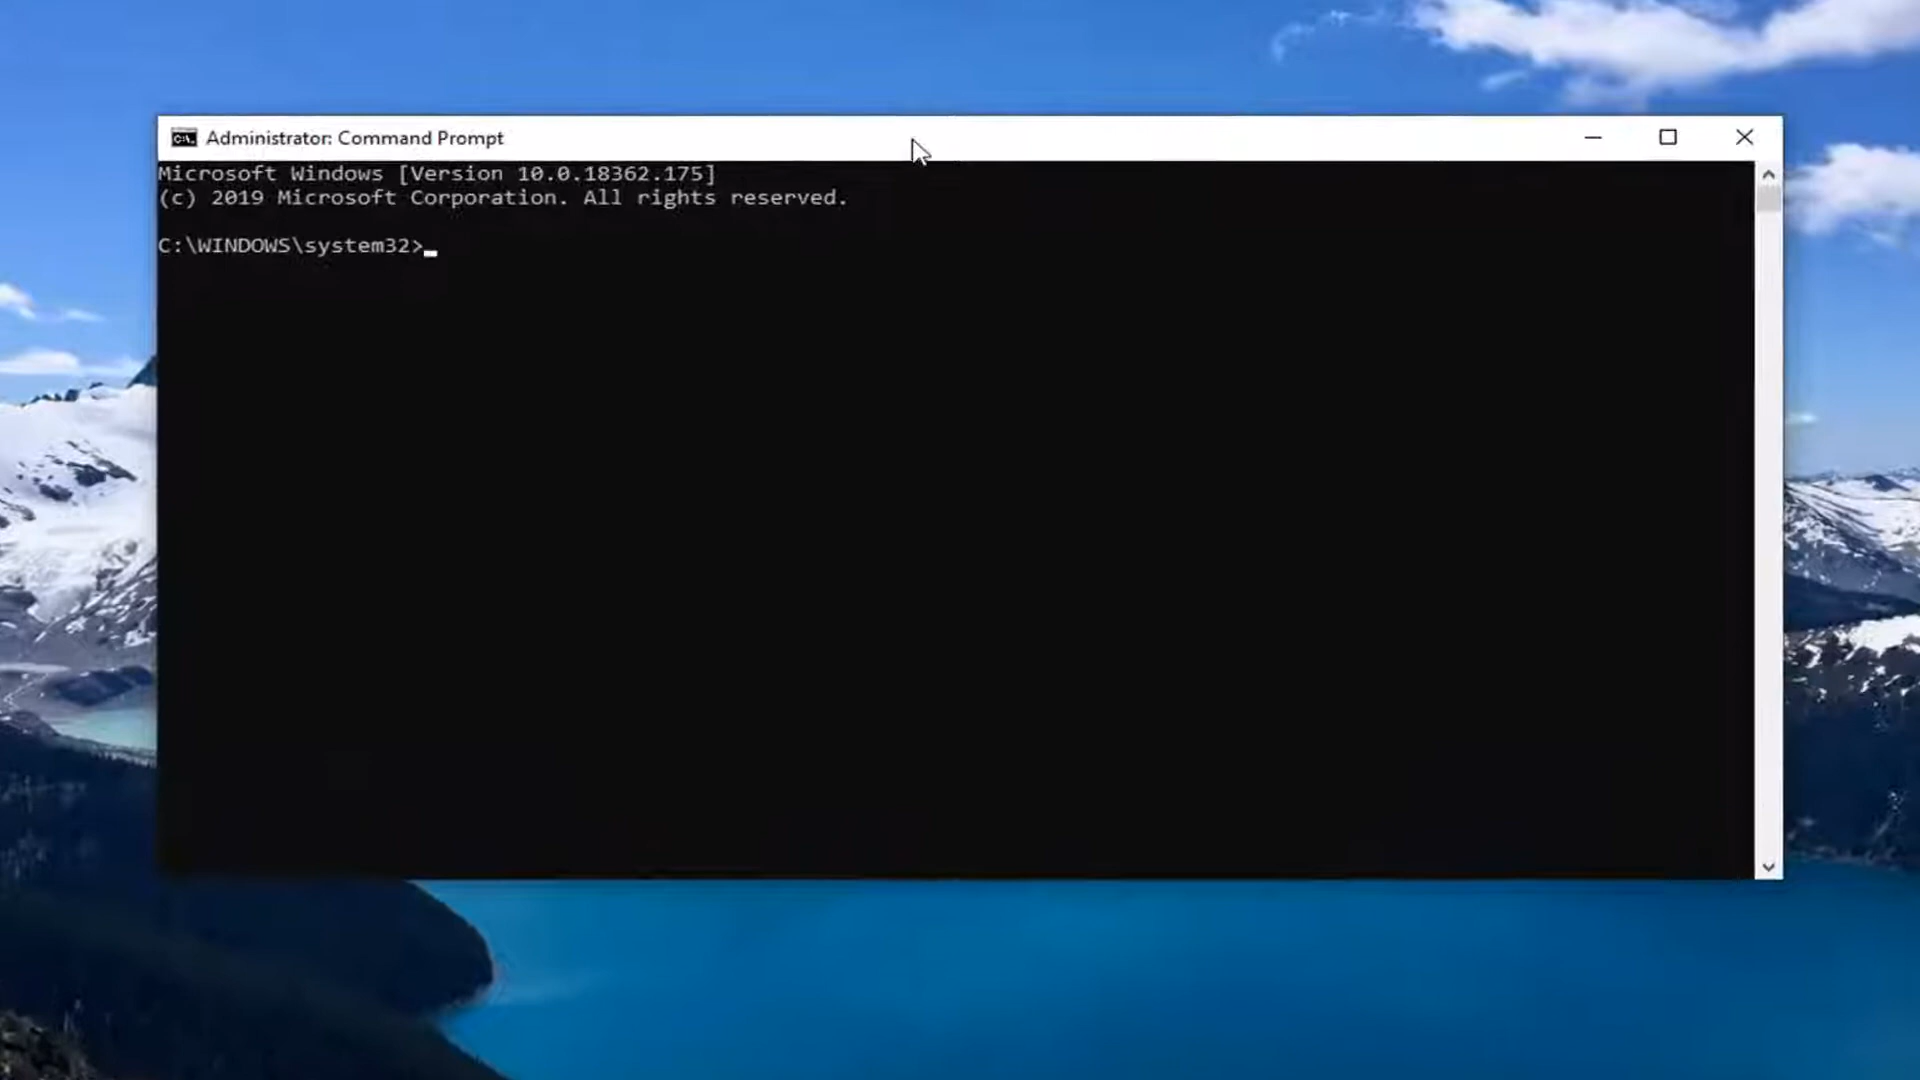 Administrator: Command Prompt
Microsoft Windows [Version 10.0.18362.175]
(c) 2019 Microsoft Corporation. All rights reserved.
C:\WINDOWS\system32>